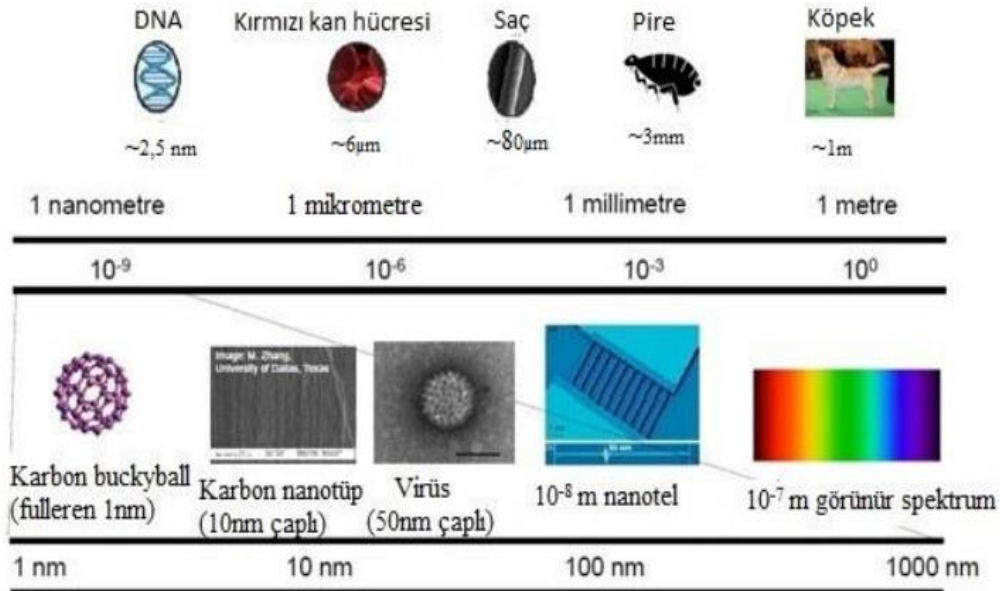 DNA
Kırmızı kan hücresi
Saç
Pire
Köpek
~2,5 nm
~6μm
~80μm
~3mm
~1m
1 nanometre
1 mikrometre
1 millimetre
1 metre
10⁻⁹
10⁻⁶
10⁻³
10⁰
Image: M. Zhang,
University of Dallas, Texas
Karbon buckyball
(fulleren 1nm)
Karbon nanotüp
(10nm çaplı)
Virüs
(50nm çaplı)
10⁻⁸ m nanotel
10⁻⁷ m görünür spektrum
1 nm
10 nm
100 nm
1000 nm